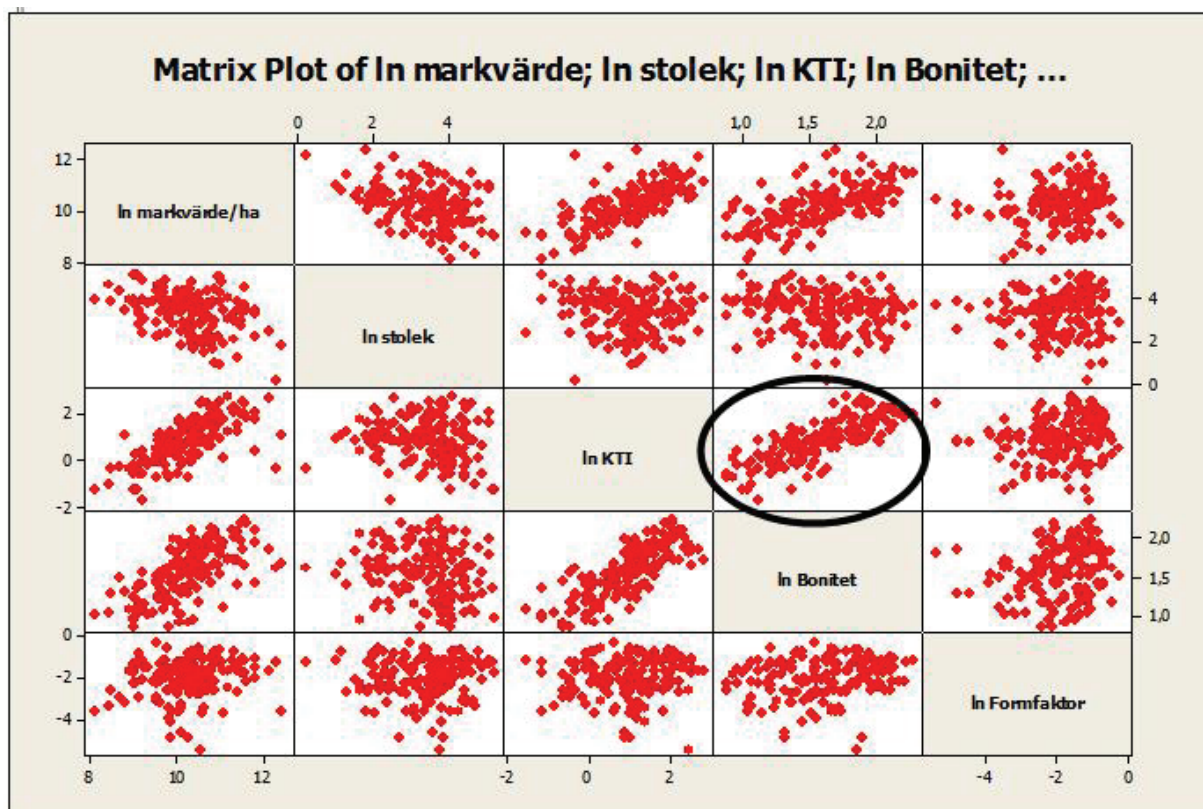 Matrix Plot of ln markvärde; ln stolek; ln KTI; ln Bonitet; ...
0 2 4 1,0 1,5 2,0
12
10
8
ln markvärde/ha
ln stolek
4
2
0
2
0
-2
ln KTI
ln Bonitet
2,0
1,5
1,0
0
-2
-4
ln Formfaktor
8 10 12 -2 0 2 -4 -2 0